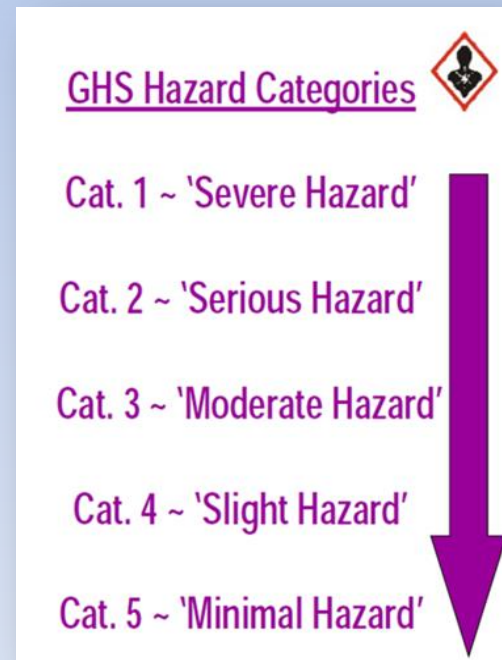 GHS Hazard Categories
Cat. 1 ~ ‘Severe Hazard’
Cat. 2 ~ ‘Serious Hazard’
Cat. 3 ~ ‘Moderate Hazard’
Cat. 4 ~ ‘Slight Hazard’
Cat. 5 ~ ‘Minimal Hazard’